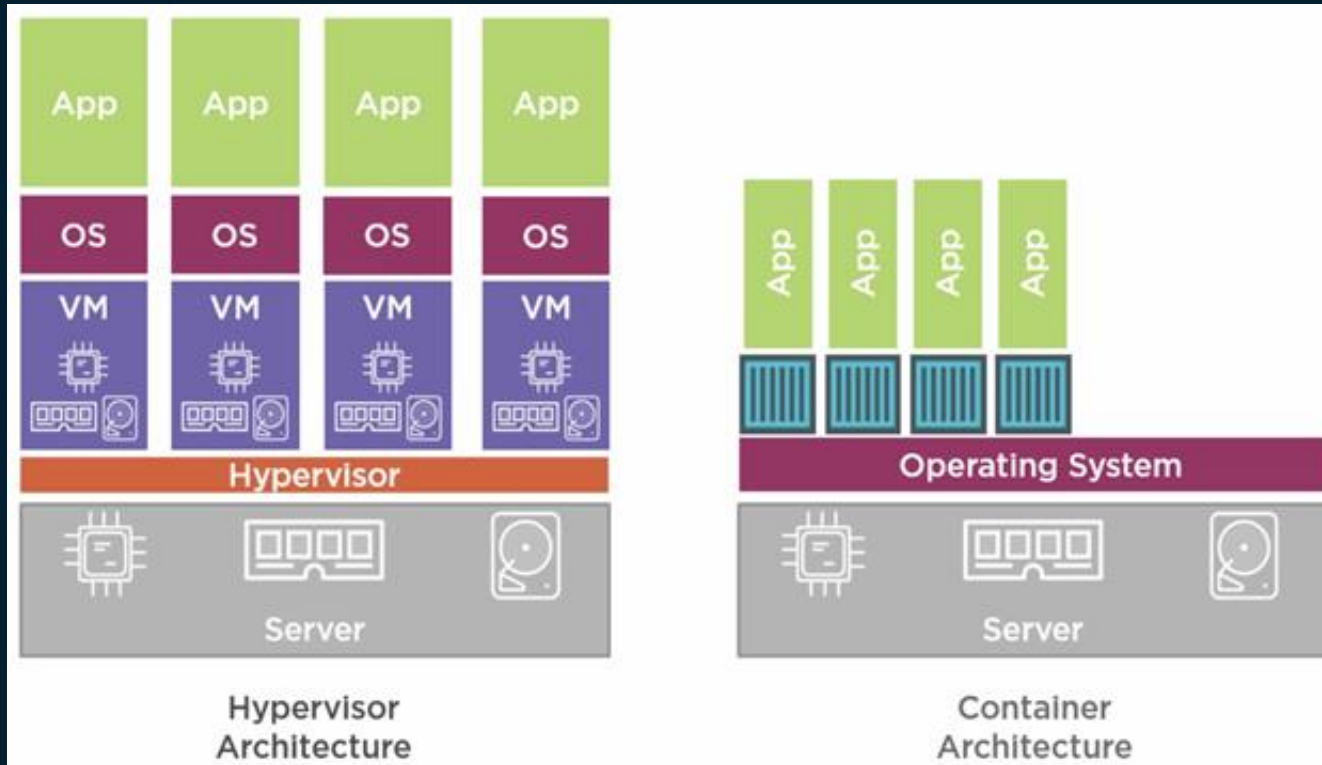 App App App App
OS OS OS OS
VM VM VM VM
Hypervisor
Server
Hypervisor
Architecture
App App App App
Operating System
Server
Container
Architecture